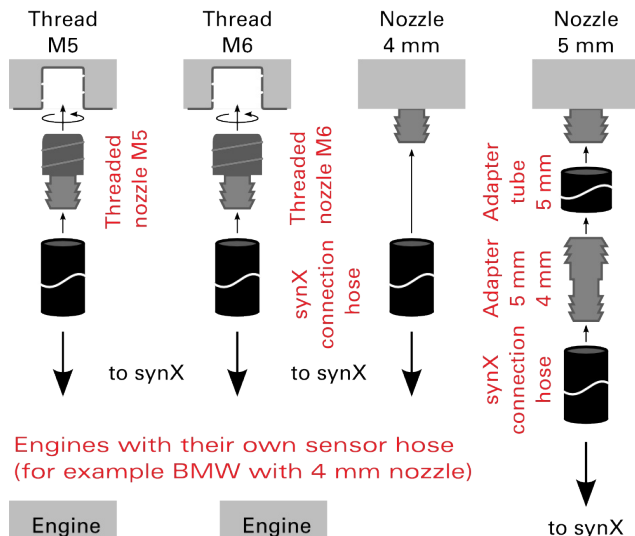 Thread
M5
Thread
M6
Nozzle
4 mm
Nozzle
5 mm
Threaded
nozzle M5
Threaded
nozzle M6
synX
connection
hose
Adapter
tube
5 mm
Adapter
5 mm
4 mm
synX
connection
hose
to synX
to synX
Engines with their own sensor hose
(for example BMW with 4 mm nozzle)
Engine
Engine
to synX